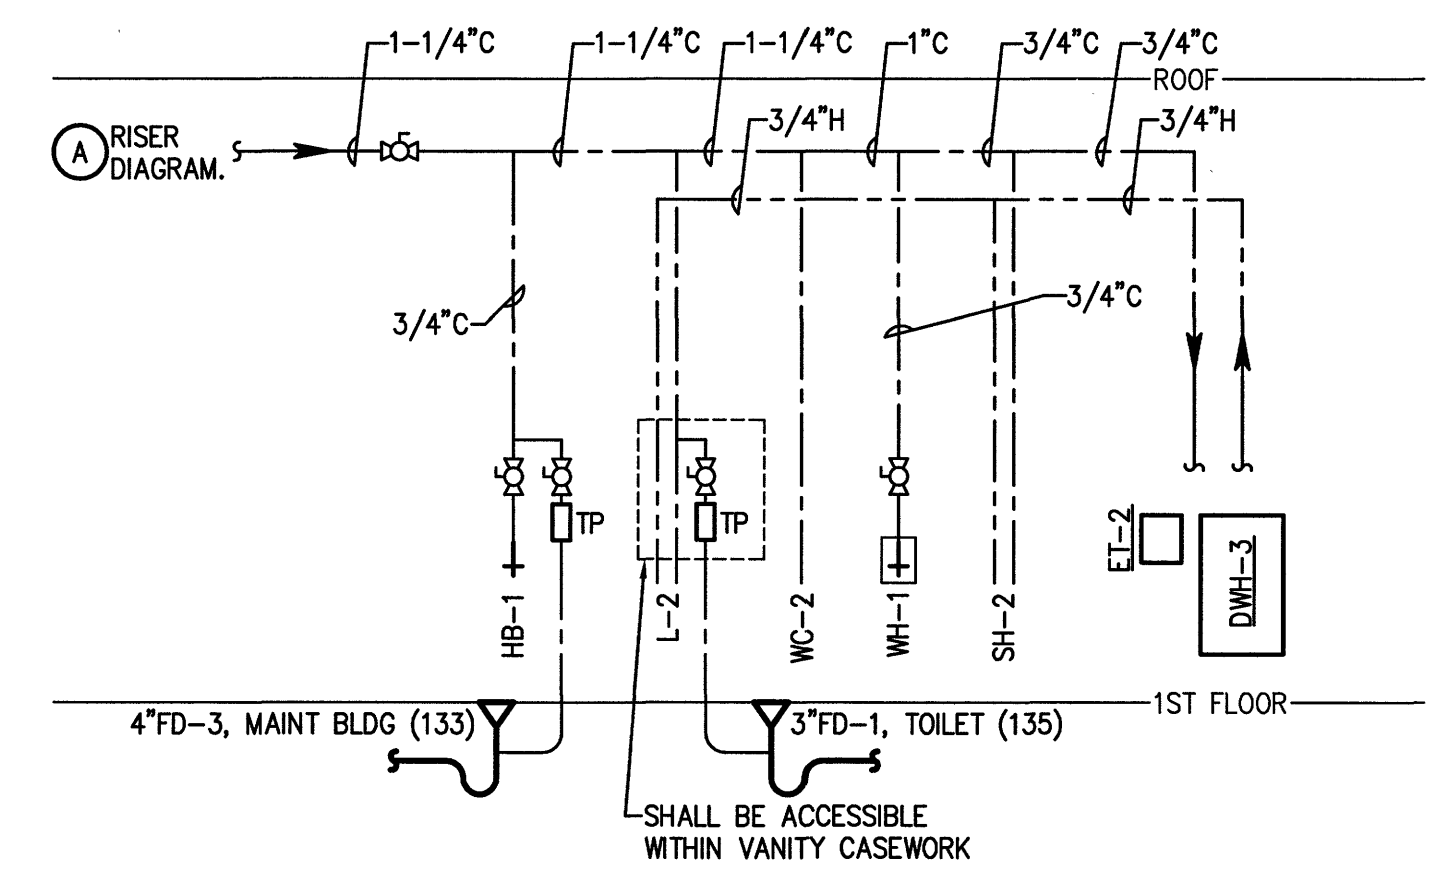 1-1/4"C
1-1/4"C
1-1/4"C
1"C
3/4"C
3/4"C
ROOF
3/4"H
3/4"H
A
RISER
DIAGRAM.
3/4"C
3/4"C
TP
TP
HB-1
L-2
WC-2
WH-1
SH-2
ET-2
DWH-3
1ST FLOOR
4"FD-3, MAINT BLDG (133)
3"FD-1, TOILET (135)
SHALL BE ACCESSIBLE
WITHIN VANITY CASEWORK